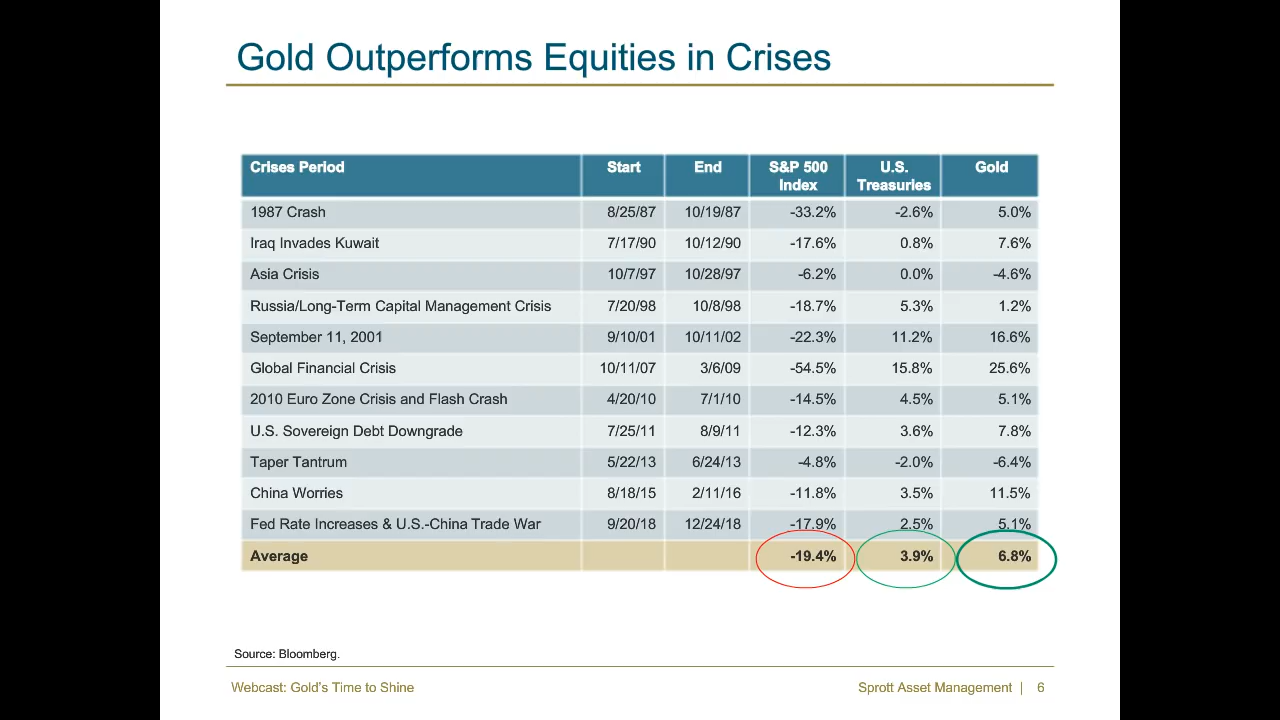 Gold Outperforms Equities in Crises
Crises Period Start End S&P 500 Index U.S. Treasuries Gold
1987 Crash 8/25/87 10/19/87 -33.2% -2.6% 5.0%
Iraq Invades Kuwait 7/17/90 10/12/90 -17.6% 0.8% 7.6%
Asia Crisis 10/7/97 10/28/97 -6.2% 0.0% -4.6%
Russia/Long-Term Capital Management Crisis 7/20/98 10/8/98 -18.7% 5.3% 1.2%
September 11, 2001 9/10/01 10/11/02 -22.3% 11.2% 16.6%
Global Financial Crisis 10/11/07 3/6/09 -54.5% 15.8% 25.6%
2010 Euro Zone Crisis and Flash Crash 4/20/10 7/1/10 -14.5% 4.5% 5.1%
U.S. Sovereign Debt Downgrade 7/25/11 8/9/11 -12.3% 3.6% 7.8%
Taper Tantrum 5/22/13 6/24/13 -4.8% -2.0% -6.4%
China Worries 8/18/15 2/11/16 -11.8% 3.5% 11.5%
Fed Rate Increases & U.S.-China Trade War 9/20/18 12/24/18 -17.9% 2.5% 5.1%
Average -19.4% 3.9% 6.8%
Source: Bloomberg.
Webcast: Gold's Time to Shine Sprott Asset Management | 6